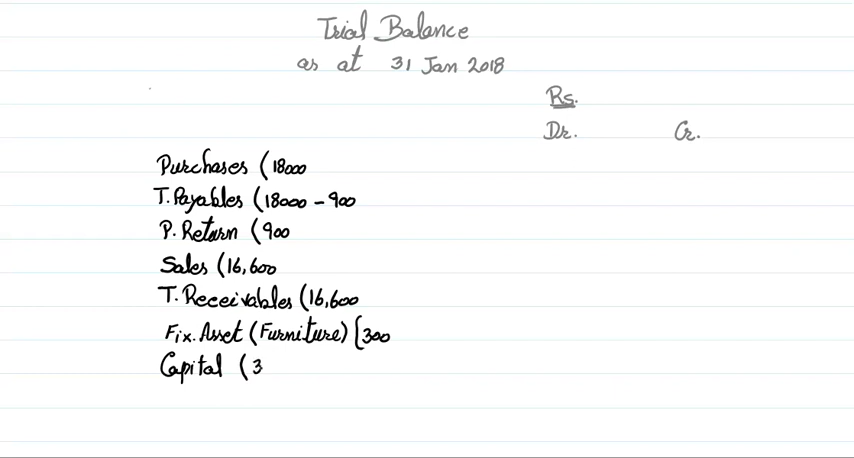 Trial Balance
as at 31 Jan 2018
Rs.
Dr. Cr.
Purchases (18000
T. Payables (18000 - 900
P. Return (900
Sales (16,600
T. Receivables (16,600
Fix. Asset (Furniture) [300
Capital (3